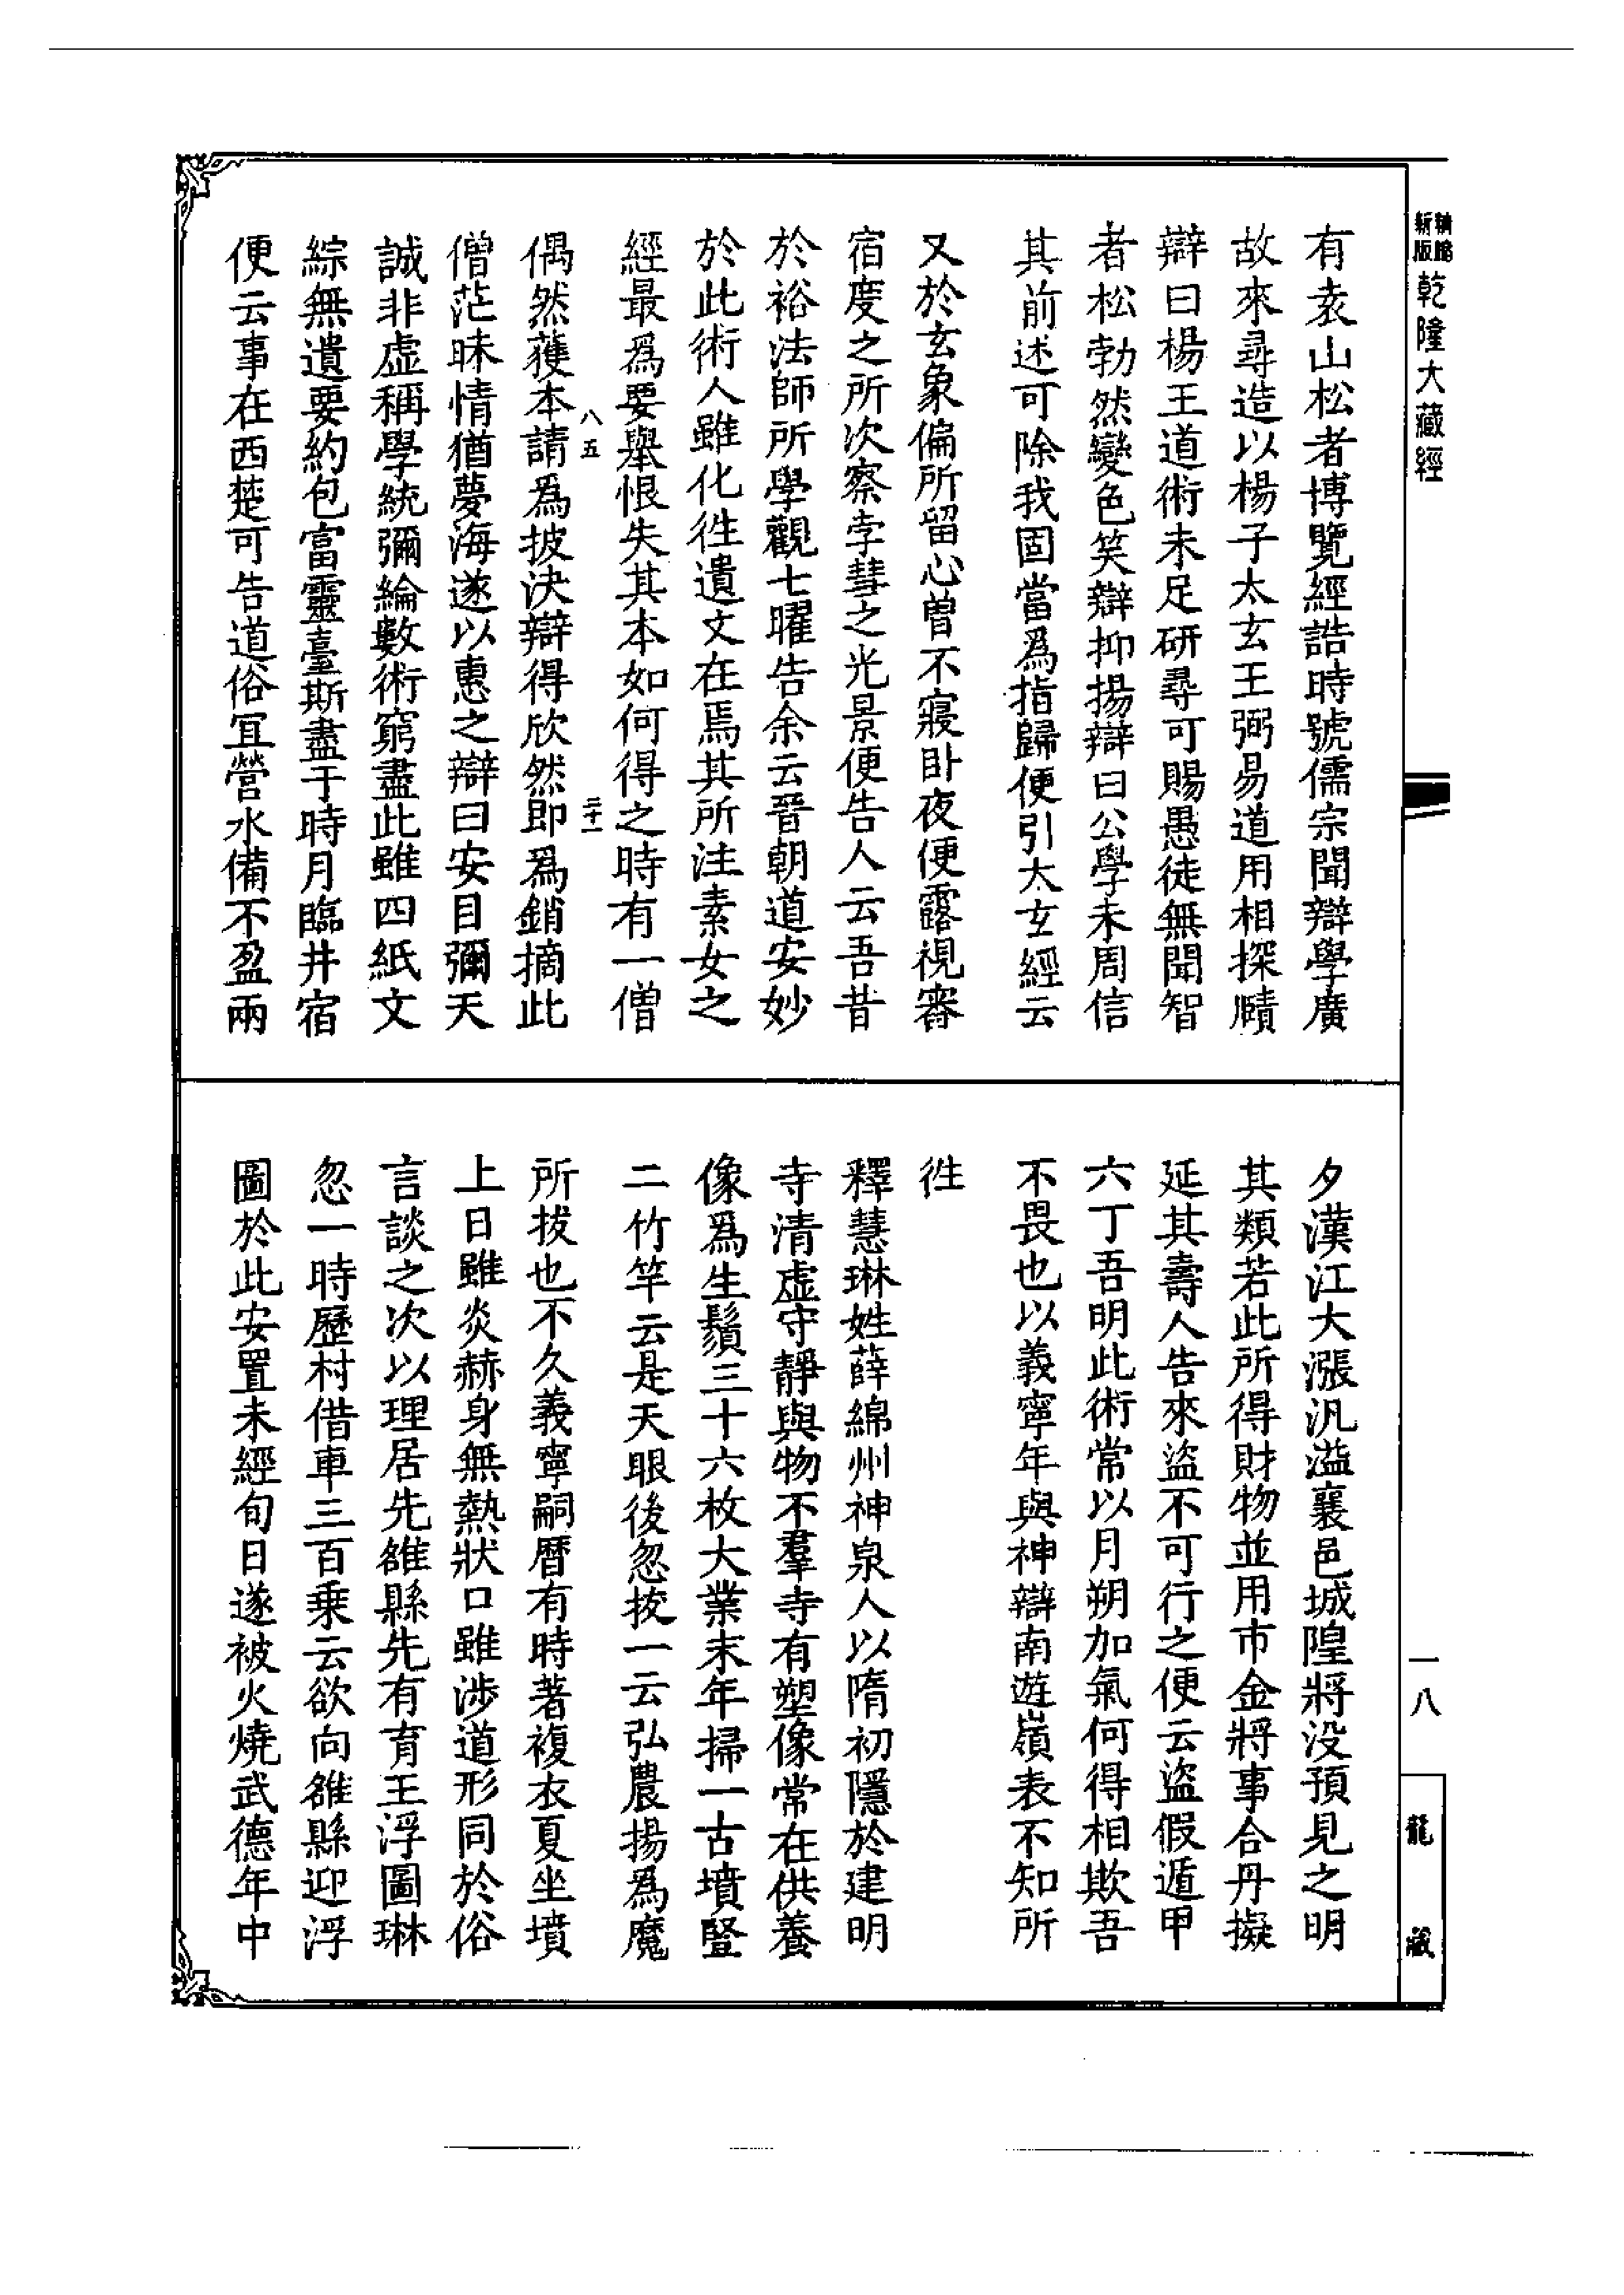 新版精縮乾隆大藏經
有袁山松者博覽經誥時號儒宗聞辯學廣
故來尋造以楊子太玄王弼易道用相探賾
辯曰楊王道術未足研尋可賜愚徒無聞智
者松勃然變色笑辯抑揚辯曰公學未周信
其前述可除我固當爲指歸便引太玄經云
又於玄象偏所留心曾不寢卧夜便露視審
宿度之所次察孛彗之光景便告人云吾昔
於裕法師所學觀七曜告余云晉朝道安妙
於此術人雖化徃遺文在焉其所注素女之
經最爲要舉恨失其本如何得之時有一僧
八五
三十一
偶然獲本請爲披決辯得欣然即爲銷摘此
僧茫昧情猶夢海遂以惠之辯曰安目彌天
誠非虛稱學統彌綸數術窮盡此雖四紙文
綜無遺要約包富靈臺斯盡于時月臨井宿
便云事在西楚可告道俗宜營水備不盈兩
夕漢江大漲汎溢襄邑城隍將没預見之明
其類若此所得財物並用市金將事合丹擬
延其壽人告來盜不可行之便云盜假遁甲
六丁吾明此術常以月朔加氣何得相欺吾
不畏也以義寧年與神辯南遊嶺表不知所
徃
釋慧琳姓薛綿州神泉人以隋初隱於建明
寺清虛守靜與物不羣寺有塑像常在供養
像爲生鬚三十六枚大業末年掃一古墳豎
二竹竿云是天眼後忽拔一云弘農揚爲魔
所拔也不久義寧嗣曆有時著複衣夏坐墳
上日雖炎赫身無熱狀口雖涉道形同於俗
言談之次以理居先雒縣先有育王浮圖琳
忽一時歷村借車三百乗云欲向雒縣迎浮
圖於此安置未經旬日遂被火燒武德年中
一八
龍藏